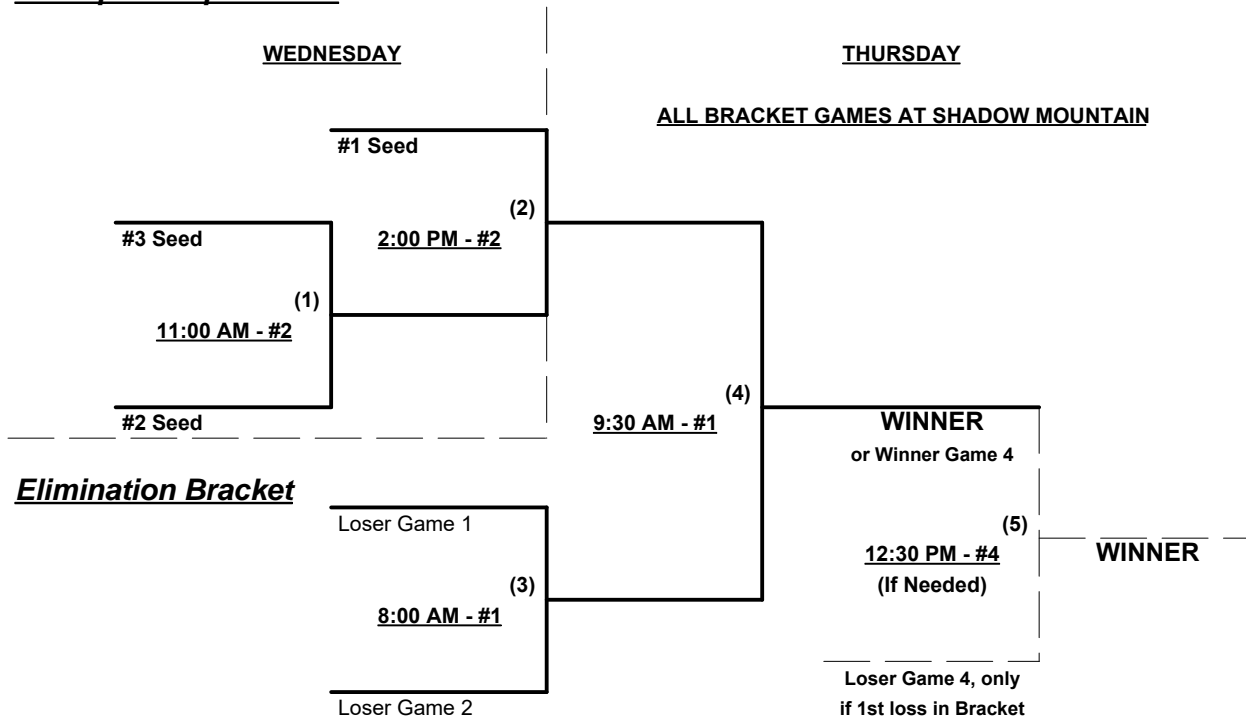 WEDNESDAY
THURSDAY
ALL BRACKET GAMES AT SHADOW MOUNTAIN
#1 Seed
(2)
2:00 PM - #2
#3 Seed
(1)
11:00 AM - #2
#2 Seed
(4)
9:30 AM - #1
WINNER
or Winner Game 4
Elimination Bracket
Loser Game 1
(3)
8:00 AM - #1
Loser Game 2
(5)
12:30 PM - #4
(If Needed)
WINNER
Loser Game 4, only
if 1st loss in Bracket